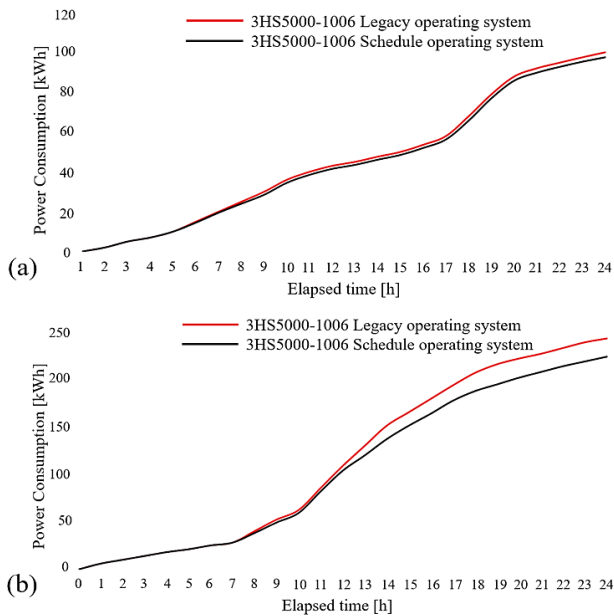 120
100
80
60
40
20
0
Power Consumption [kWh]
3HS5000-1006 Legacy operating system
3HS5000-1006 Schedule operating system
1 2 3 4 5 6 7 8 9 10 11 12 13 14 15 16 17 18 19 20 21 22 23 24
Elapsed time [h]
(a)
250
200
150
100
50
0
Power Consumption [kWh]
3HS5000-1006 Legacy operating system
3HS5000-1006 Schedule operating system
0 1 2 3 4 5 6 7 8 9 10 11 12 13 14 15 16 17 18 19 20 21 22 23 24
Elapsed time [h]
(b)